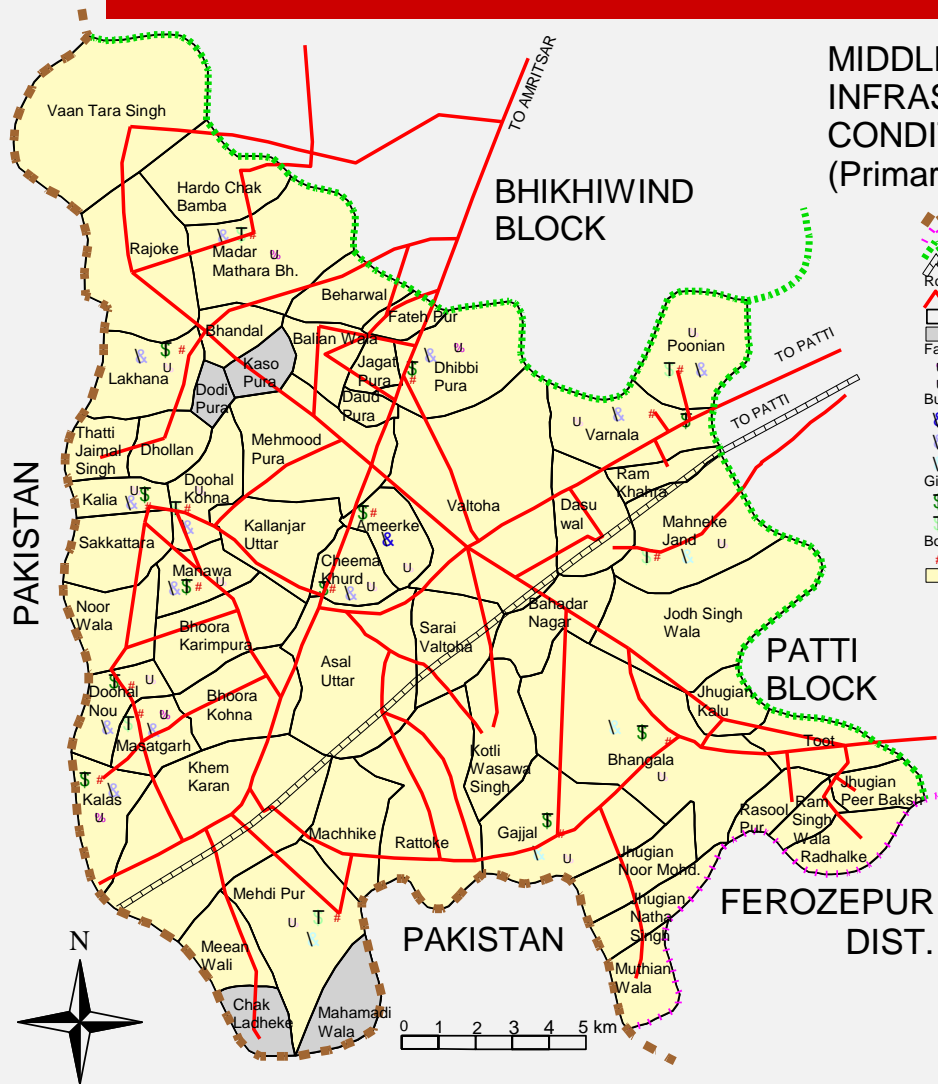 MIDDL
INFRAS
CONDI
(Primar
TO AMRITSAR
Vaan Tara Singh
BHIKHIWIND
BLOCK
Hardo Chak
Bamba
Rajoke
Madar
Mathara Bh.
Beharwal
Fateh Pur
Bhandal
Balian Wala
Poonian
TO PATTI
Lakhana
Kaso
Pura
Jagat
Pura
Dhibbi
Pura
Dodi
Pura
Daud
Pura
TO PATTI
Thatti
Jaimal
Singh
Dhollan
Mehmood
Pura
Varnala
PAKISTAN
Kalia
Doohal
Kohna
Valtoha
Ram
Khahra
Dasu
wal
Sakkattara
Kallanjar
Uttar
Ameerke
Mahneke
Jand
Manawa
Cheema
Khurd
Noor
Wala
Bhoora
Karimpura
Sarai
Valtoha
Banadar
Nagar
Jodh Singh
Wala
PATTI
BLOCK
Asal
Uttar
Doohal
Nou
Bhoora
Kohna
Jhugian
Kalu
Masatgarh
Toot
Khem
Karan
Kotli
Wasawa
Singh
Bhangala
Kalas
Jhugian
Peer Baksh
Rasool
Pur
Ram
Singh
Wala
Machhike
Rattoke
Gajjal
Radhalke
Jhugian
Noor Mohd.
Mehdi Pur
Jhugian
Natha
Singh
FEROZEPUR
DIST.
PAKISTAN
Meean
Wali
Muthian
Wala
N
Chak
Ladheke
Mahamadi
Wala
0 1 2 3 4 5 km